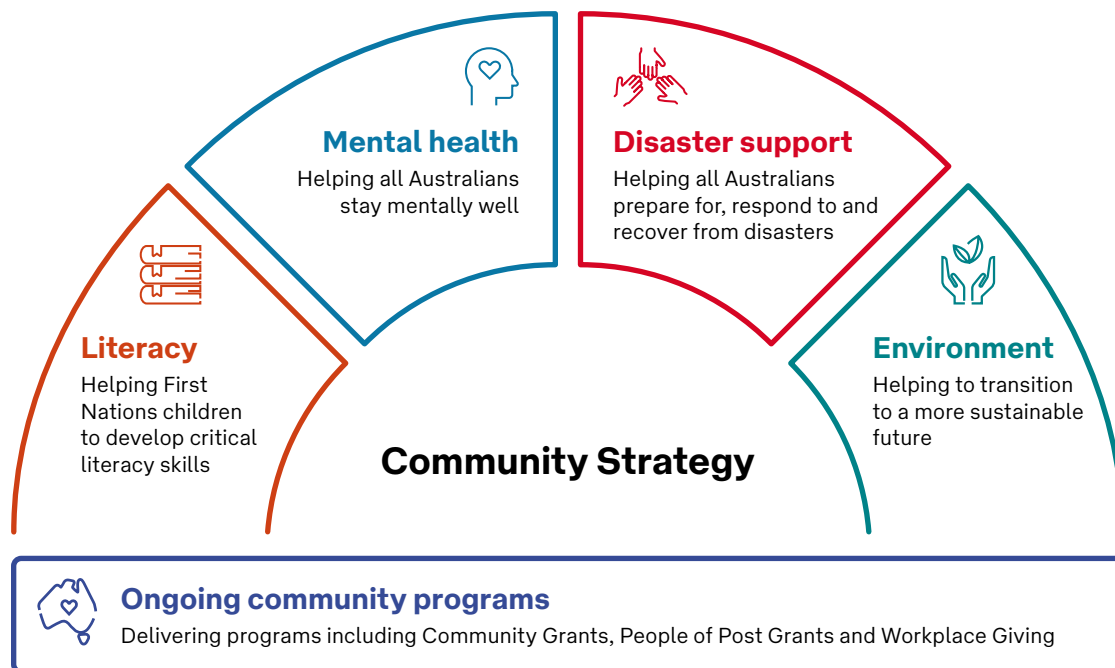 Mental health
Helping all Australians
stay mentally well
Disaster support
Helping all Australians
prepare for, respond to and
recover from disasters
Literacy
Helping First
Nations children
to develop critical
literacy skills
Environment
Helping to transition
to a more sustainable
future
Community Strategy
Ongoing community programs
Delivering programs including Community Grants, People of Post Grants and Workplace Giving